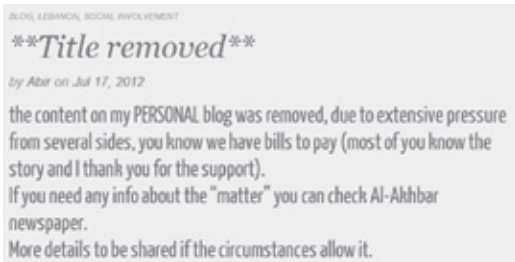 BLOG, LEBANON, SOCIAL INVOLVEMENT
**Title removed**
by Abir on Jul 17, 2012
the content on my PERSONAL blog was removed, due to extensive pressure
from several sides, you know we have bills to pay (most of you know the
story and I thank you for the support).
If you need any info about the “matter” you can check Al-Akhbar
newspaper.
More details to be shared if the circumstances allow it.